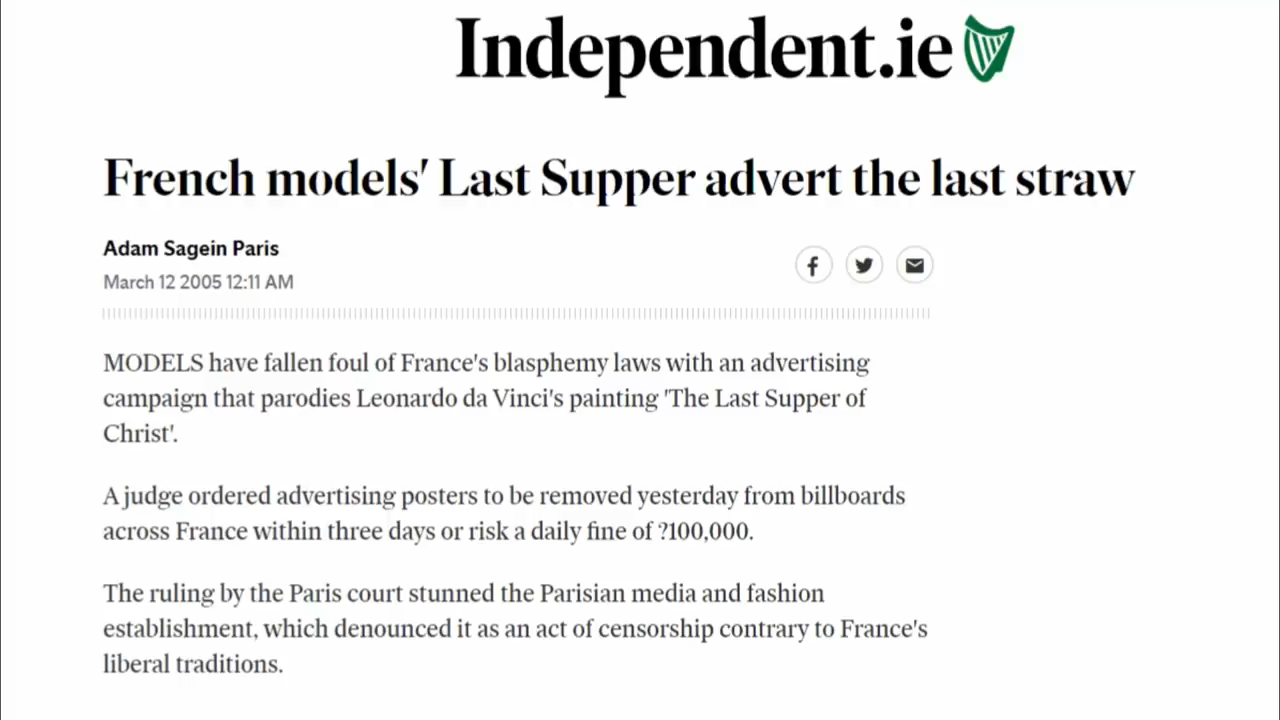 Independent.ie
French models' Last Supper advert the last straw
Adam Sagein Paris
March 12 2005 12:11 AM
MODELS have fallen foul of France's blasphemy laws with an advertising
campaign that parodies Leonardo da Vinci's painting 'The Last Supper of
Christ'.
A judge ordered advertising posters to be removed yesterday from billboards
across France within three days or risk a daily fine of ?100,000.
The ruling by the Paris court stunned the Parisian media and fashion
establishment, which denounced it as an act of censorship contrary to France's
liberal traditions.